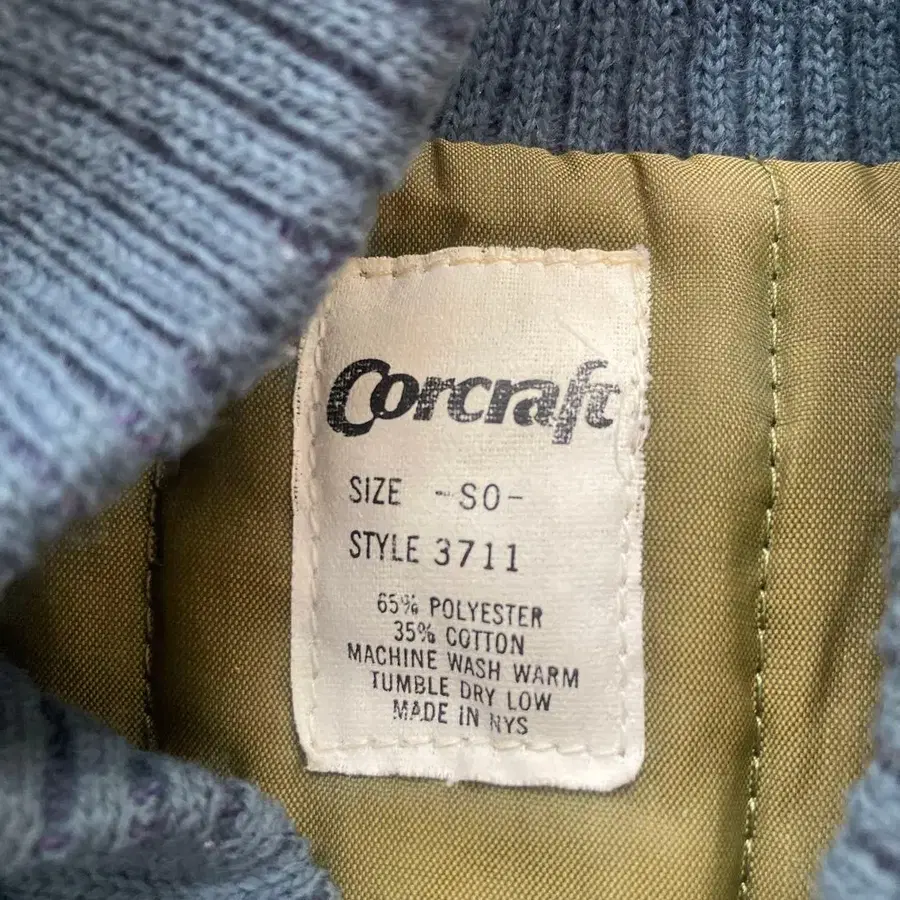 Corcraft
SIZE -SO-
STYLE 3711
65% POLYESTER
35% COTTON
MACHINE WASH WARM
TUMBLE DRY LOW
MADE IN NYS